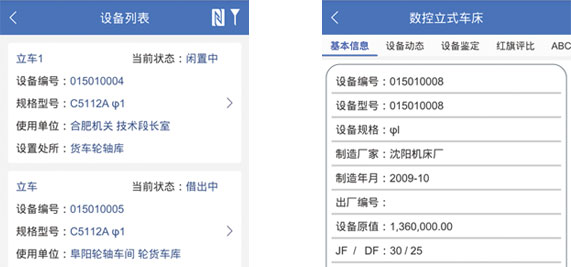 设备列表
立车1 当前状态：闲置中
设备编号：015010004
规格型号：C5112A φ1
使用单位：合肥机关 技术段长室
设置处所：货车轮轴库
立车 当前状态：借出中
设备编号：015010005
规格型号：C5112A φ1
使用单位：阜阳轮轴车间 轮货车库
数控立式车床
基本信息 设备动态 设备鉴定 红旗评比 ABC
设备编号：015010008
设备型号：015010008
设备规格：φl
制造厂家：沈阳机床厂
制造年月：2009-10
出厂编号：
设备原值：1,360,000.00
JF / DF：30 / 25